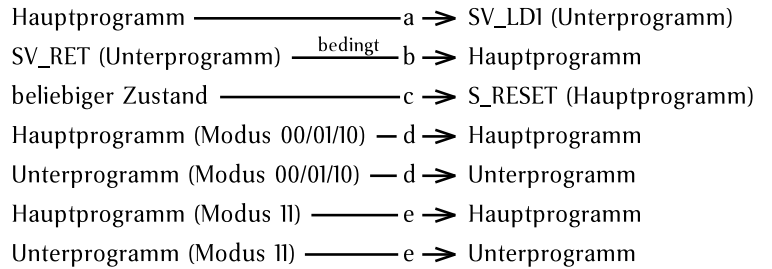 Hauptprogramm a SV_LD1 (Unterprogramm)
SV_RET (Unterprogramm) bedingt b Hauptprogramm
beliebiger Zustand c S_RESET (Hauptprogramm)
Hauptprogramm (Modus 00/01/10) d Hauptprogramm
Unterprogramm (Modus 00/01/10) d Unterprogramm
Hauptprogramm (Modus 11) e Hauptprogramm
Unterprogramm (Modus 11) e Unterprogramm